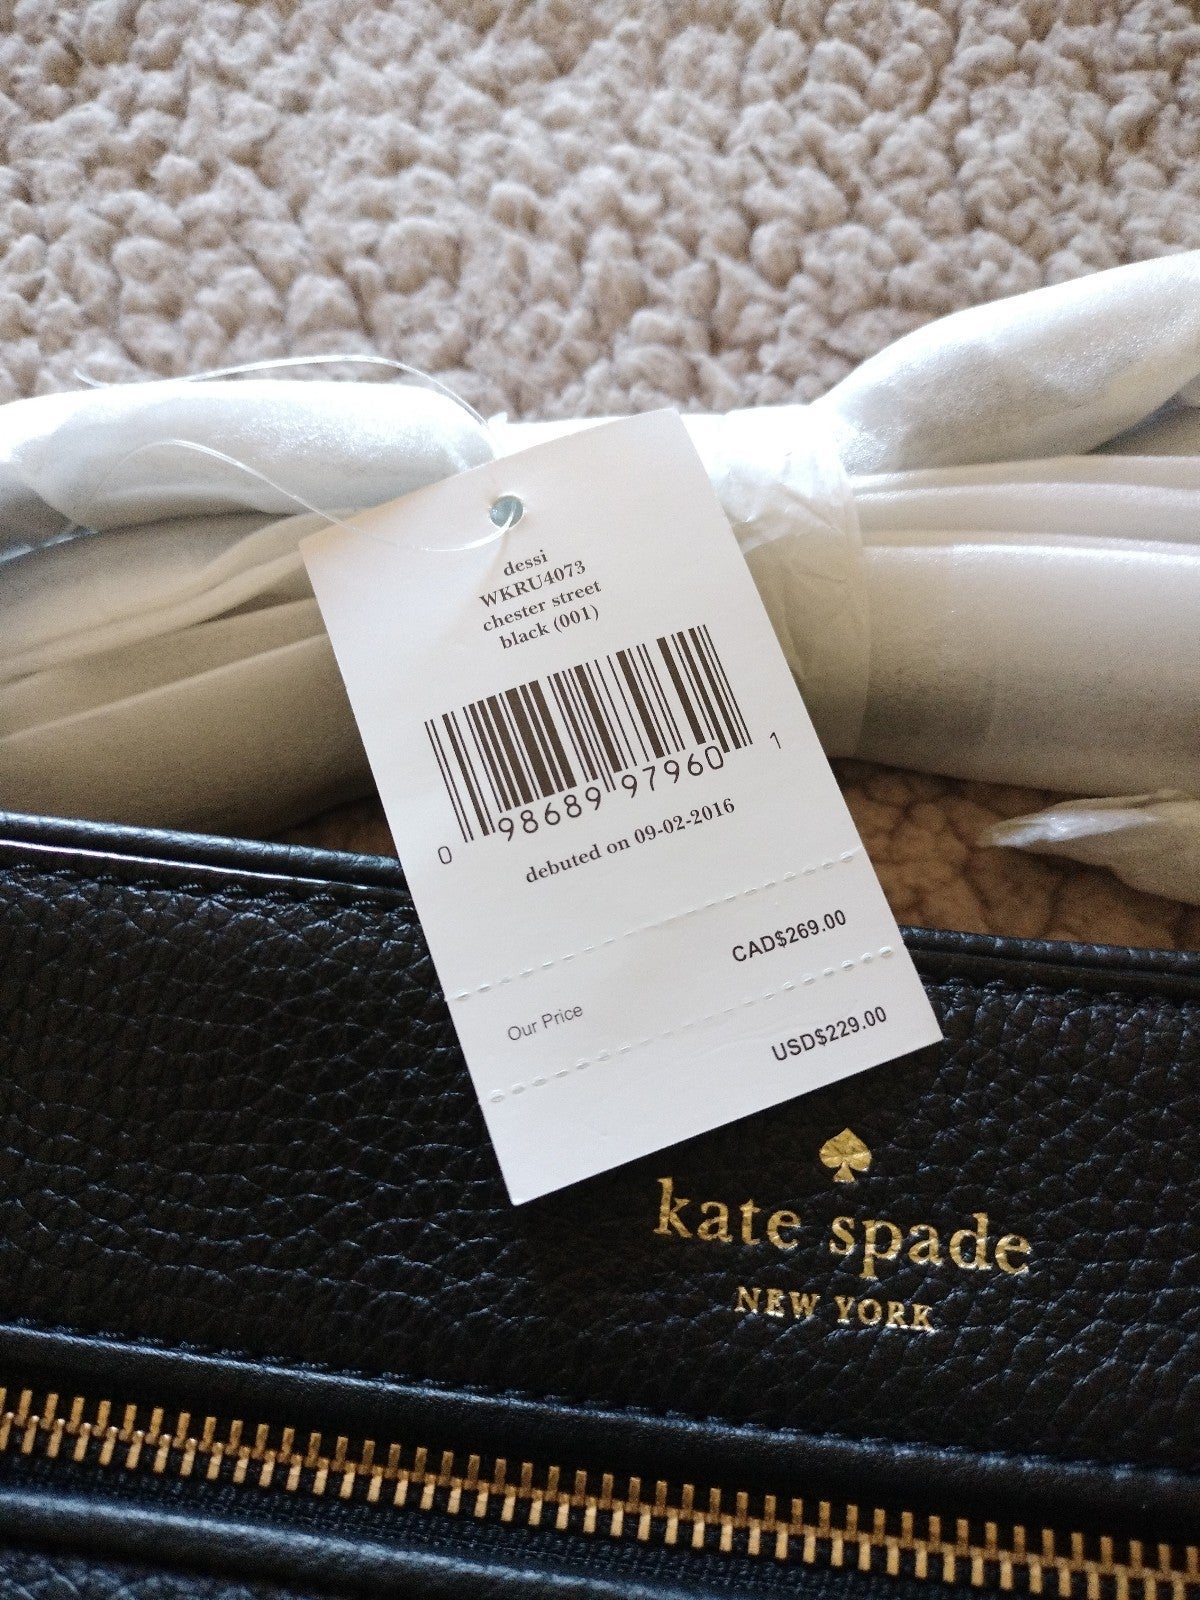 dessi
WKRU4073
chester street
black (001)
0 98689 97960 1
debuted on 09-02-2016
CAD$269.00
Our Price
USD$229.00
kate spade
NEW YORK